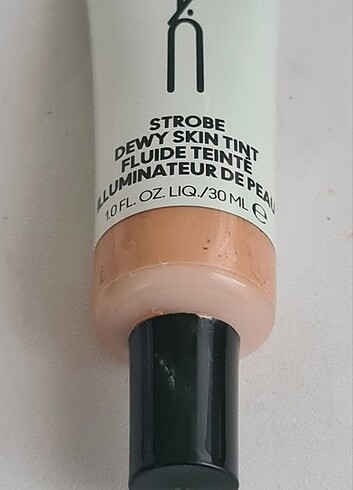 STROBE
DEWY SKIN TINT
FLUIDE TEINTÉ
ILLUMINATEUR DE PEAU
1.0 FL. OZ. LIQ./30 ML ℮